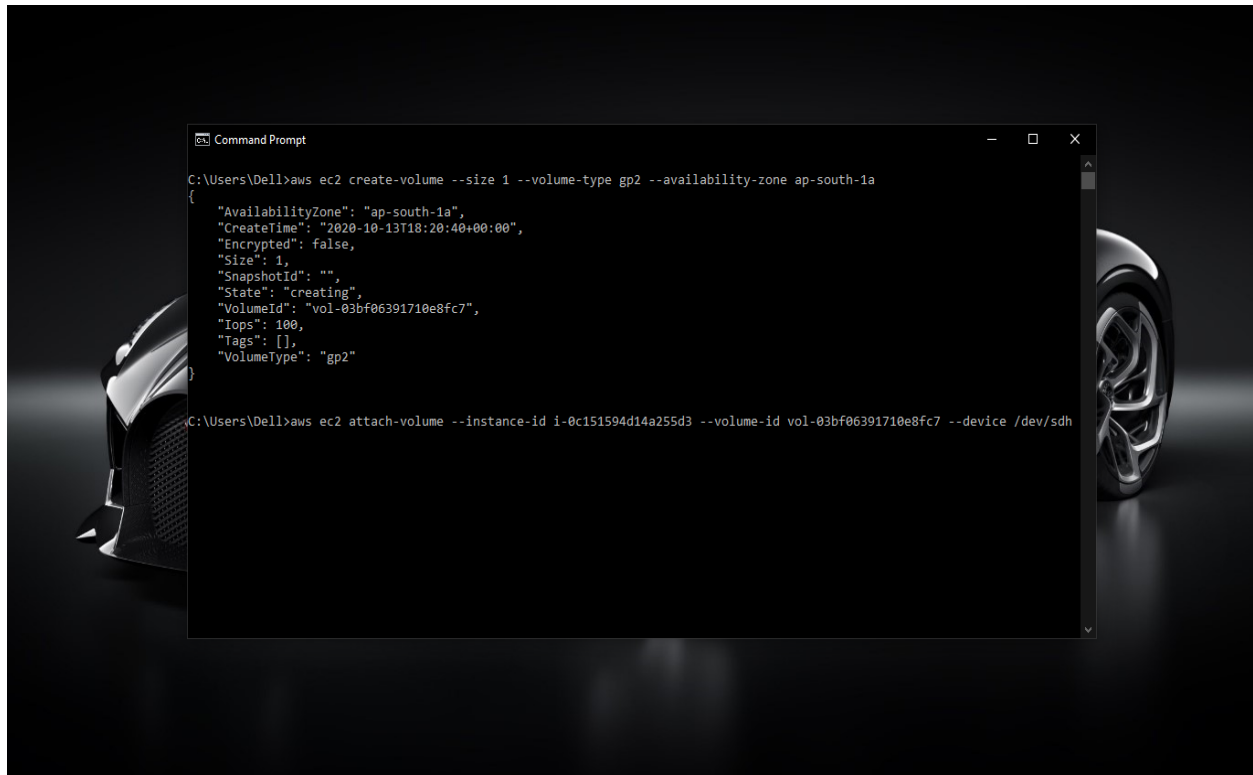 Command Prompt
C:\Users\Dell>aws ec2 create-volume --size 1 --volume-type gp2 --availability-zone ap-south-1a
{
    "AvailabilityZone": "ap-south-1a",
    "CreateTime": "2020-10-13T18:20:40+00:00",
    "Encrypted": false,
    "Size": 1,
    "SnapshotId": "",
    "State": "creating",
    "VolumeId": "vol-03bf06391710e8fc7",
    "Iops": 100,
    "Tags": [],
    "VolumeType": "gp2"
}
C:\Users\Dell>aws ec2 attach-volume --instance-id i-0c151594d14a255d3 --volume-id vol-03bf06391710e8fc7 --device /dev/sdh